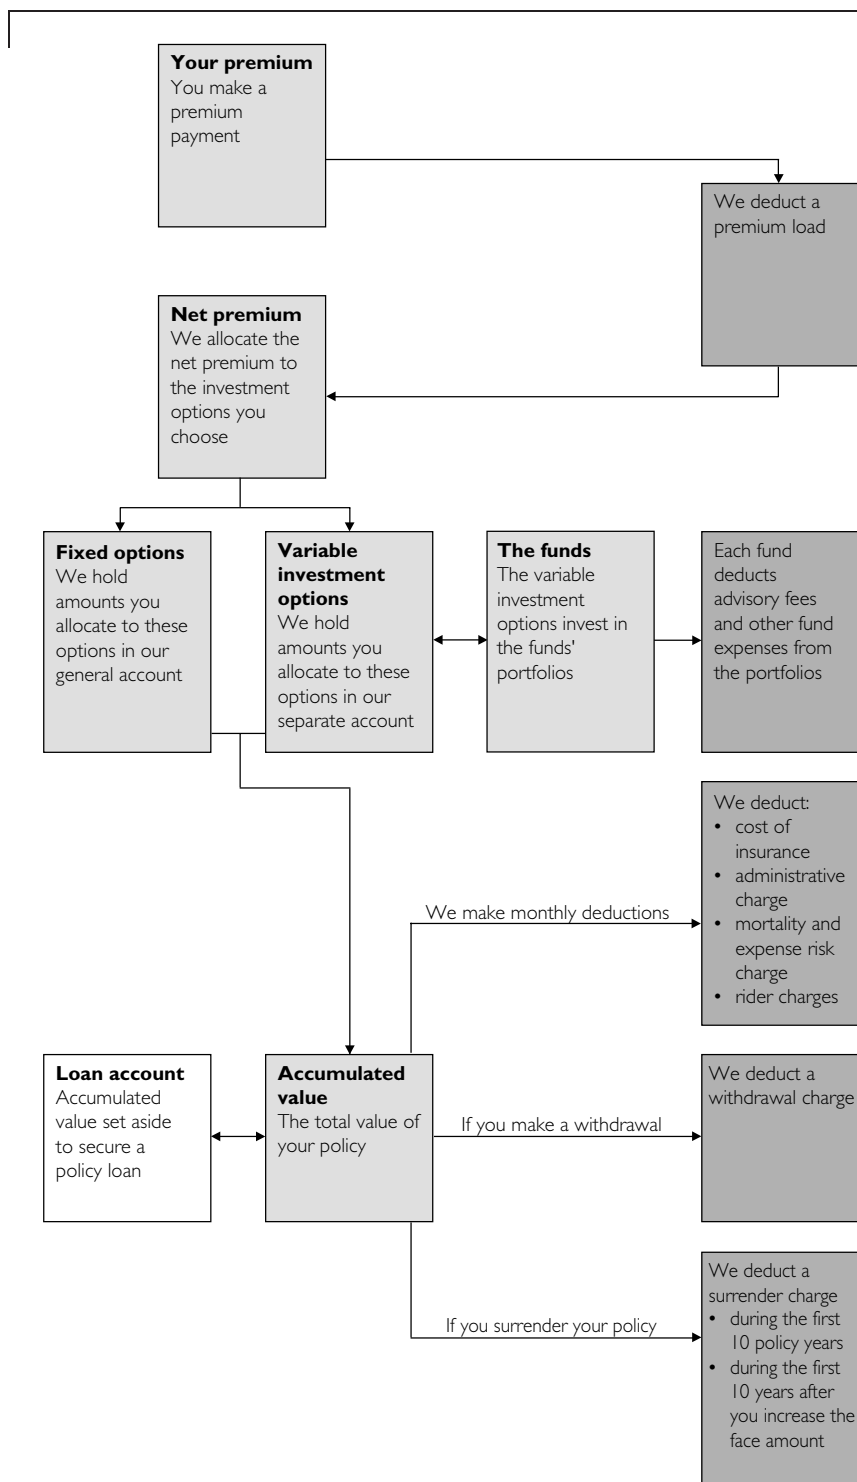 Your premium
You make a
premium
payment
We deduct a
premium load
Net premium
We allocate the
net premium to
the investment
options you
choose
Fixed options
We hold
amounts you
allocate to these
options in our
general account
Variable
investment
options
We hold
amounts you
allocate to these
options in our
separate account
The funds
The variable
investment
options invest in
the funds'
portfolios
Each fund
deducts
advisory fees
and other fund
expenses from
the portfolios
We deduct:
• cost of
insurance
• administrative
charge
• mortality and
expense risk
charge
• rider charges
We make monthly deductions
Loan account
Accumulated
value set aside
to secure a
policy loan
Accumulated
value
The total value of
your policy
If you make a withdrawal
We deduct a
withdrawal charge
If you surrender your policy
We deduct a
surrender charge
• during the first
10 policy years
• during the first
10 years after
you increase the
face amount